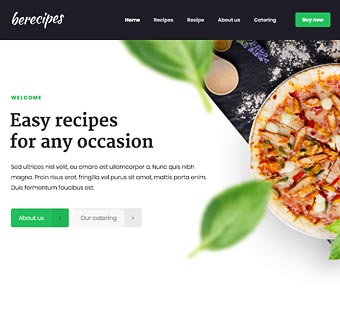 berecipes
Home Recipes Recipe About us Catering Buy now
WELCOME
Easy recipes
for any occasion
Sed ultrices nisl velit, eu ornare est ullamcorper a. Nunc quis nibh
magna. Proin risus erat, fringilla vel purus sit amet, mattis porta enim.
Duis fermentum faucibus est.
About us
Our catering